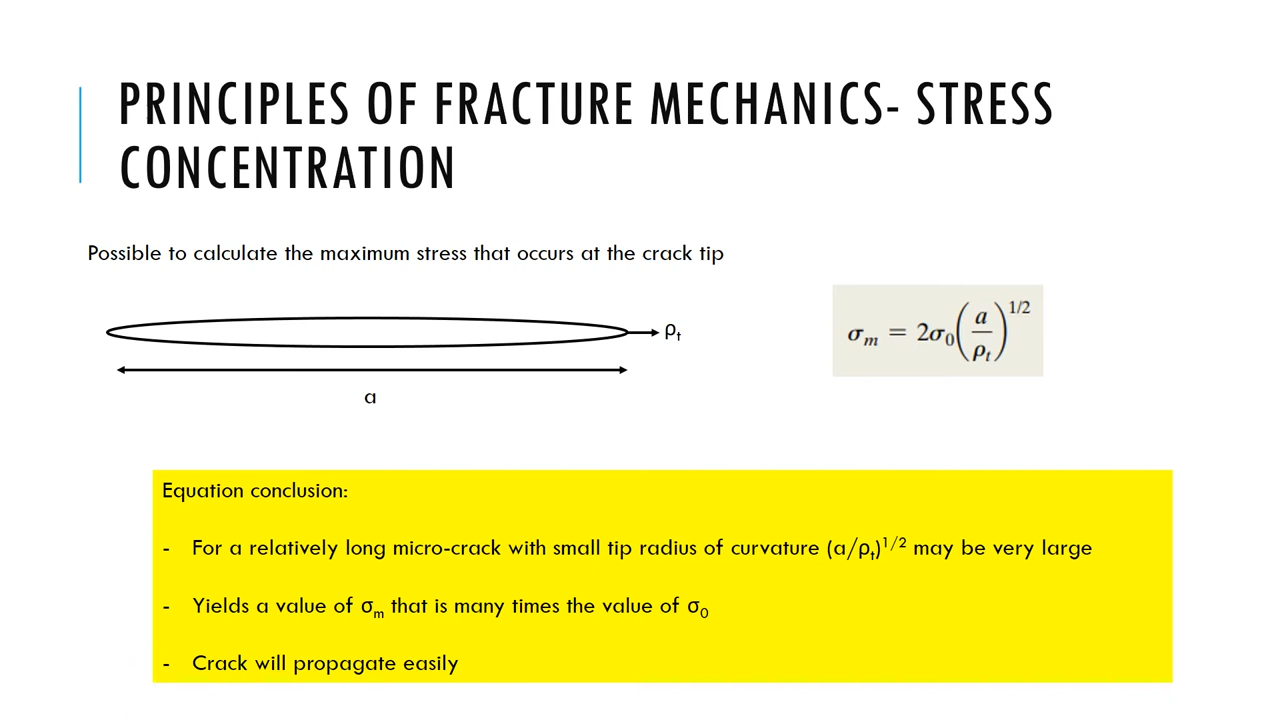 PRINCIPLES OF FRACTURE MECHANICS- STRESS
CONCENTRATION
Possible to calculate the maximum stress that occurs at the crack tip
ρₜ
a
σₘ = 2σ₀(a/ρₜ)^1/2
Equation conclusion:
- For a relatively long micro-crack with small tip radius of curvature (a/ρₜ)^1/2 may be very large
- Yields a value of σₘ that is many times the value of σ₀
- Crack will propagate easily